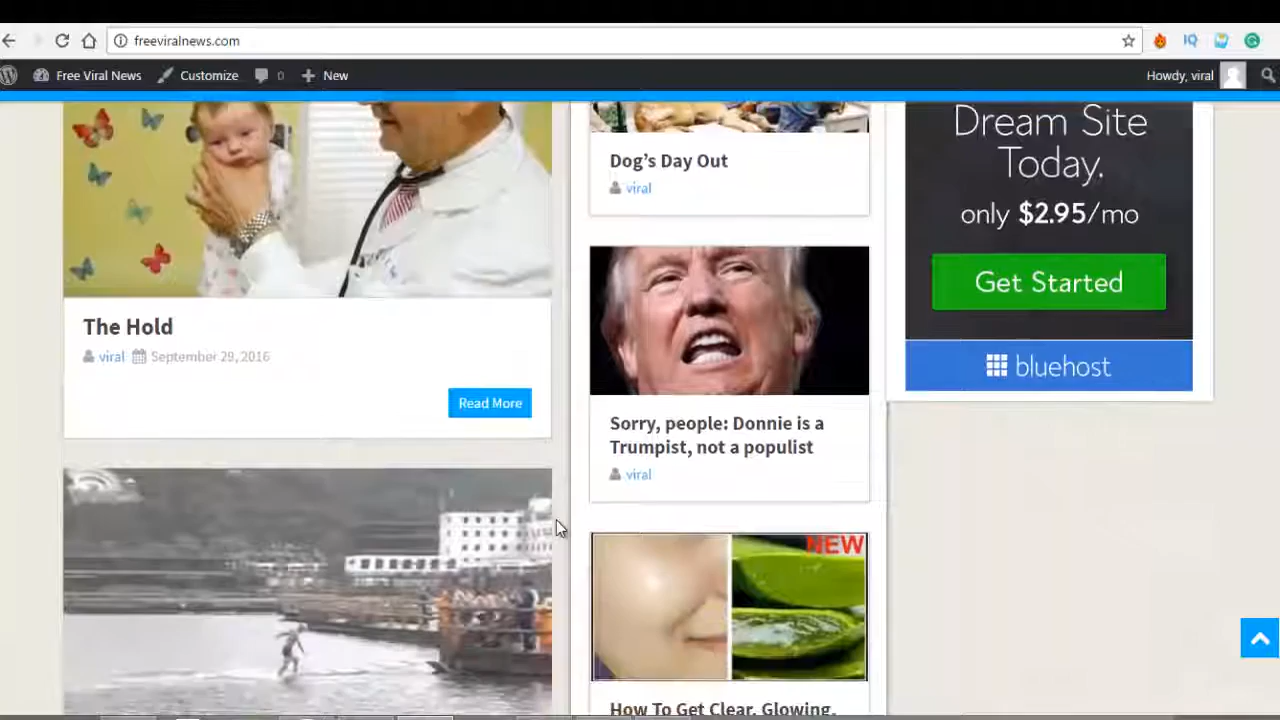 freeviralnews.com
Free Viral News
Customize
0
New
Howdy, viral
The Hold
viral
September 29, 2016
Read More
Dog's Day Out
viral
Sorry, people: Donnie is a
Trumpist, not a populist
viral
NEW
How To Get Clear, Glowing,
Dream Site
Today.
only $2.95/mo
Get Started
bluehost